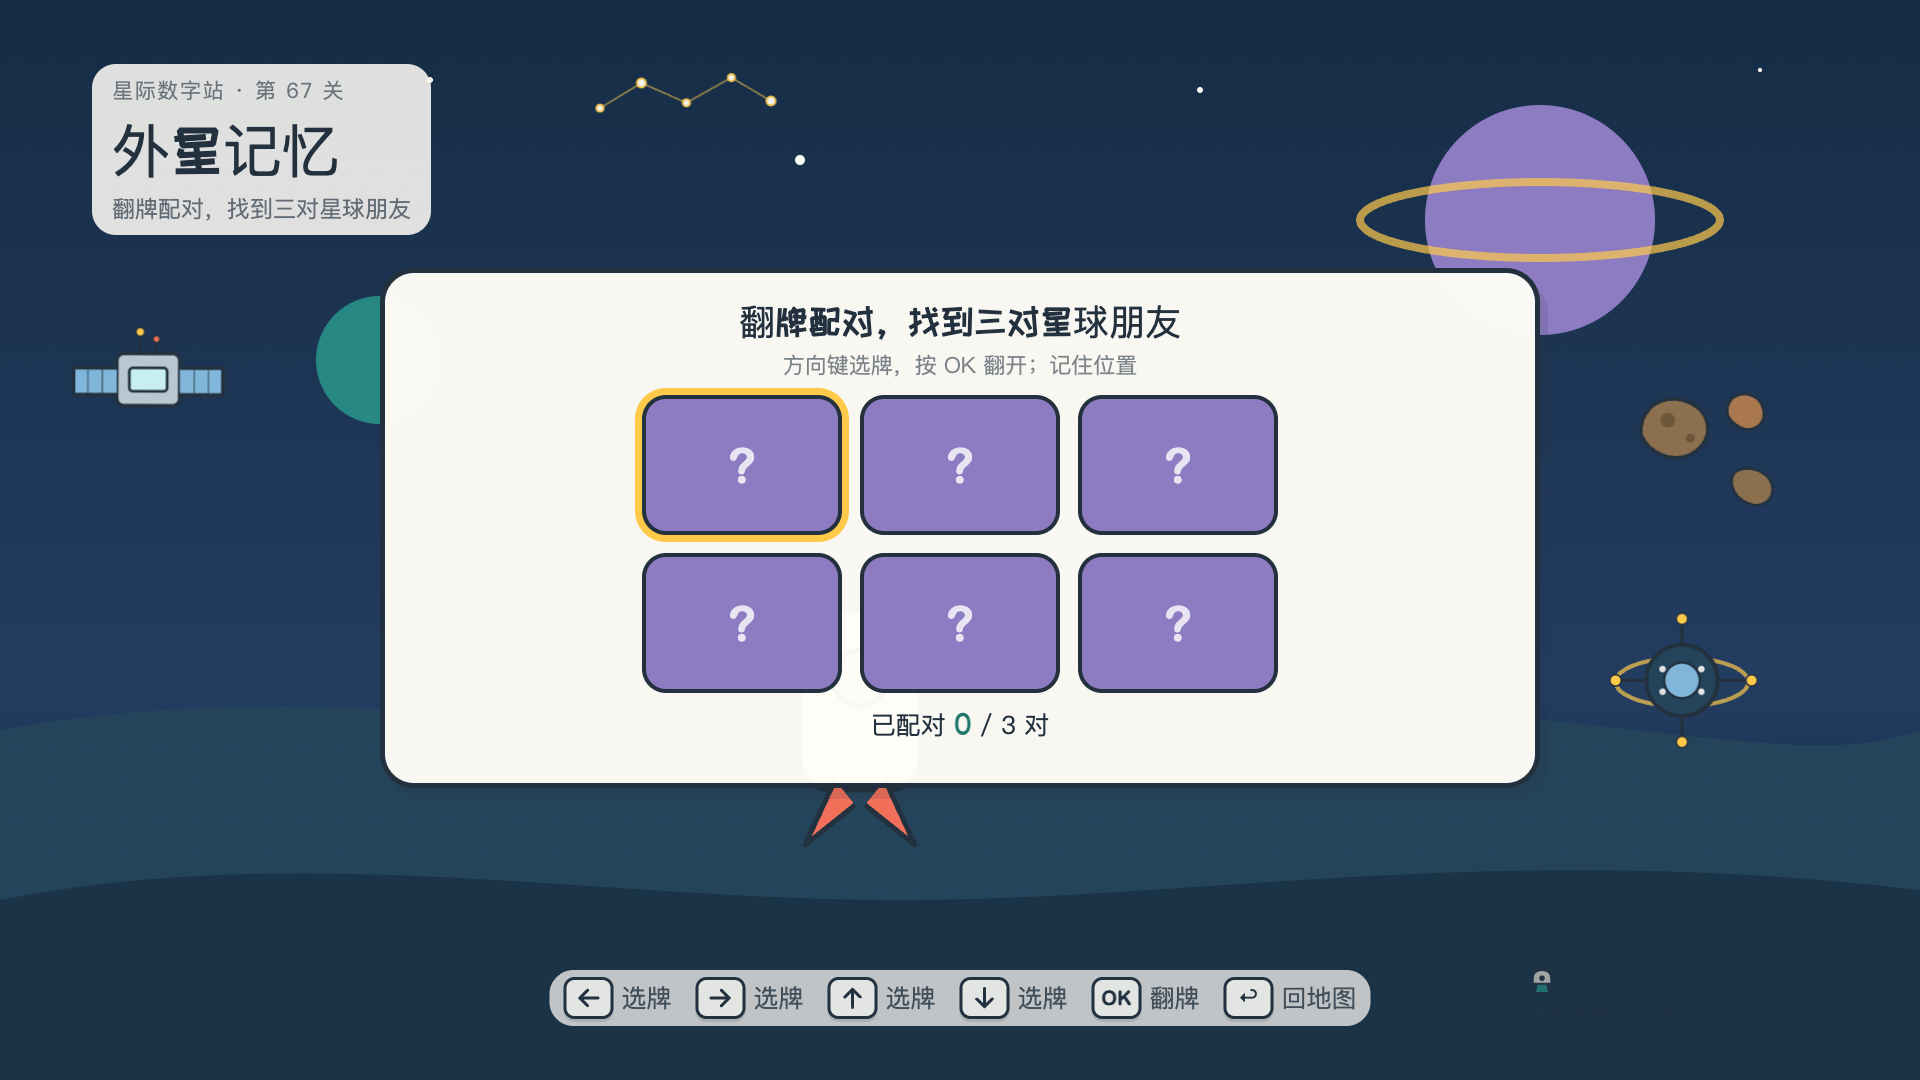 星际数字站 · 第 67 关
外星记忆
翻牌配对，找到三对星球朋友
翻牌配对，找到三对星球朋友
方向键选牌，按 OK 翻开；记住位置
? ? ?
? ? ?
已配对 0 / 3 对
← 选牌 → 选牌 ↑ 选牌 ↓ 选牌 OK 翻牌 ↩ 回地图